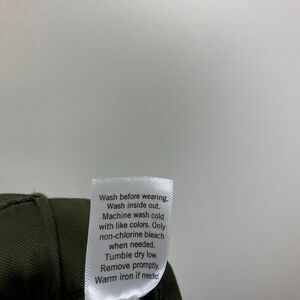 Wash before wearing.
Wash inside out.
Machine wash cold
with like colors. Only
non-chlorine bleach
when needed.
Tumble dry low.
Remove promptly.
Warm iron if needed